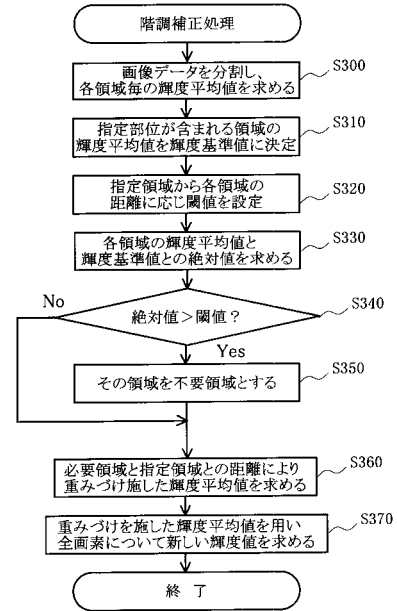 階調補正処理
画像データを分割し、
各領域毎の輝度平均値を求める
S300
指定部位が含まれる領域の
輝度平均値を輝度基準値に決定
S310
指定領域から各領域の
距離に応じ閾値を設定
S320
各領域の輝度平均値と
輝度基準値との絶対値を求める
S330
絶対値>閾値?
S340
No
Yes
その領域を不要領域とする
S350
必要領域と指定領域との距離により
重みづけ施した輝度平均値を求める
S360
重みづけを施した輝度平均値を用い
全画素について新しい輝度値を求める
S370
終 了